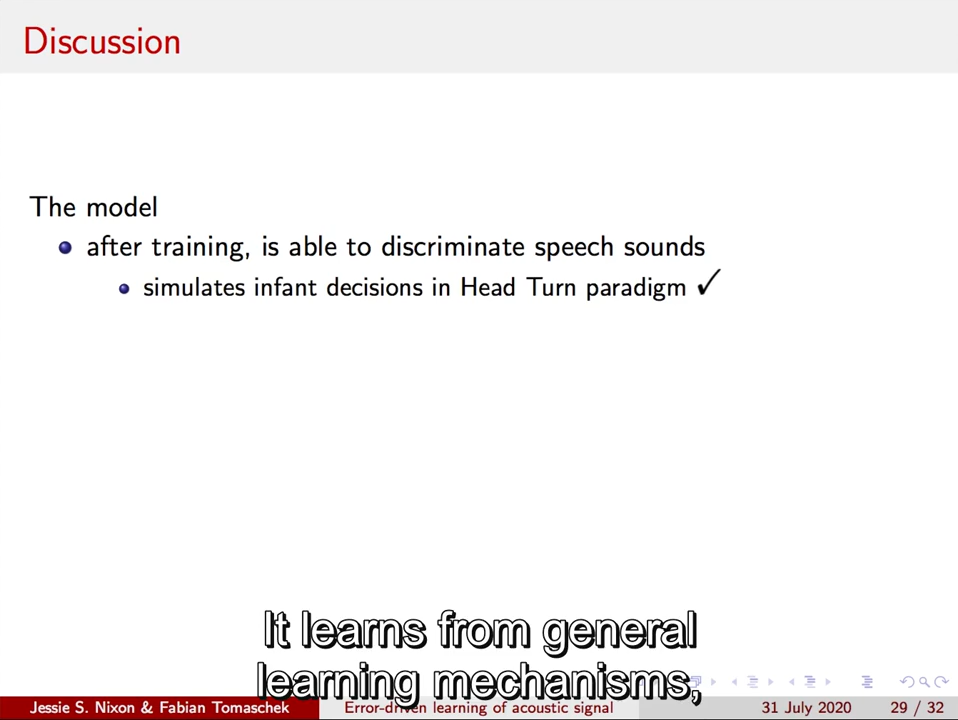 Discussion
The model
after training, is able to discriminate speech sounds
simulates infant decisions in Head Turn paradigm ✓
It learns from general
learning mechanisms,
Jessie S. Nixon & Fabian Tomaschek Error-driven learning of acoustic signal 31 July 2020 29 / 32